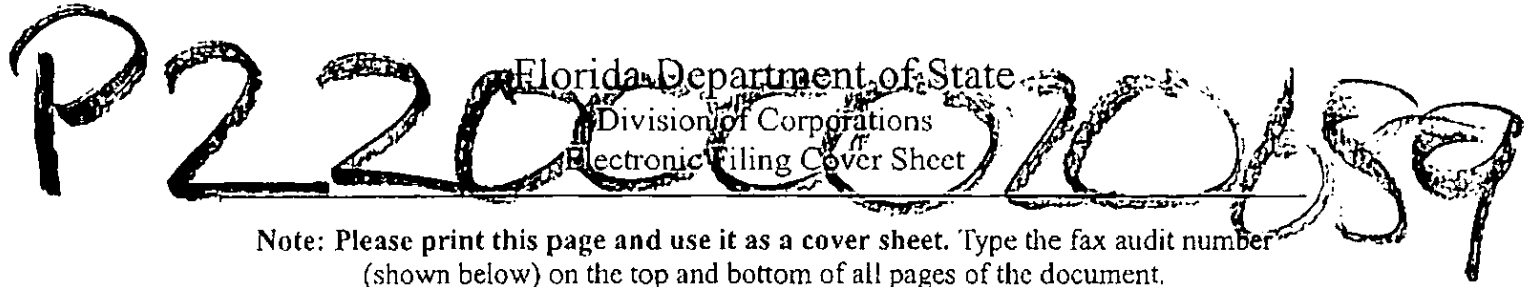 P22000020659
Florida Department of State
Division of Corporations
Electronic Filing Cover Sheet
Note: Please print this page and use it as a cover sheet. Type the fax audit number
(shown below) on the top and bottom of all pages of the document.